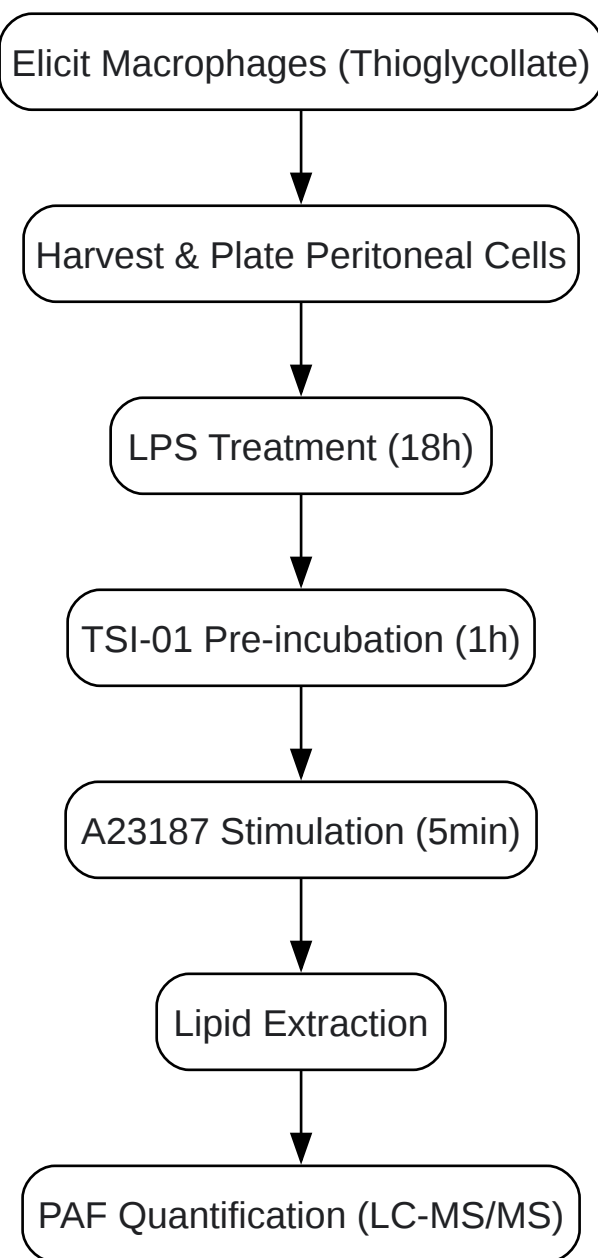 Elicit Macrophages (Thioglycollate)
Harvest & Plate Peritoneal Cells
LPS Treatment (18h)
TSI-01 Pre-incubation (1h)
A23187 Stimulation (5min)
Lipid Extraction
PAF Quantification (LC-MS/MS)